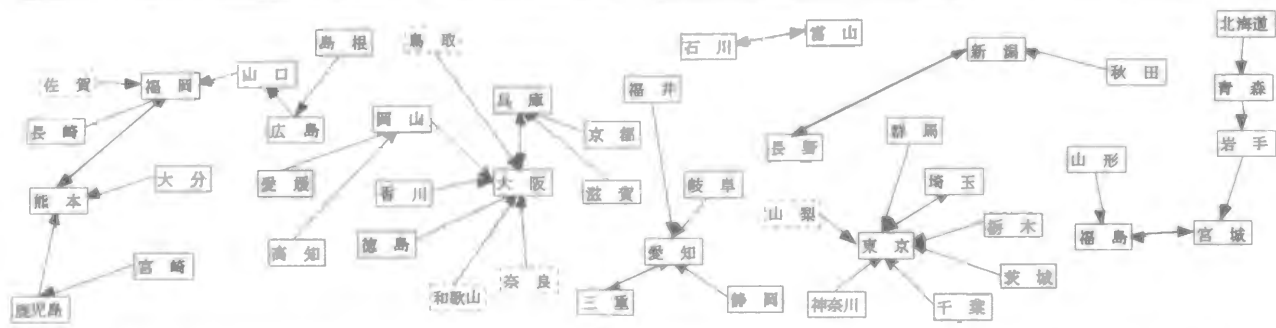 北海道
石川
富山
島根
鳥取
新潟
秋田
佐賀
福岡
山口
福井
青森
兵庫
長崎
広島
岡山
京都
群馬
長野
岩手
山形
大分
愛媛
香川
大阪
滋賀
岐阜
埼玉
熊本
山梨
栃木
高知
徳島
愛知
東京
福島
宮城
宮崎
茨城
鹿児島
和歌山
奈良
三重
静岡
神奈川
千葉